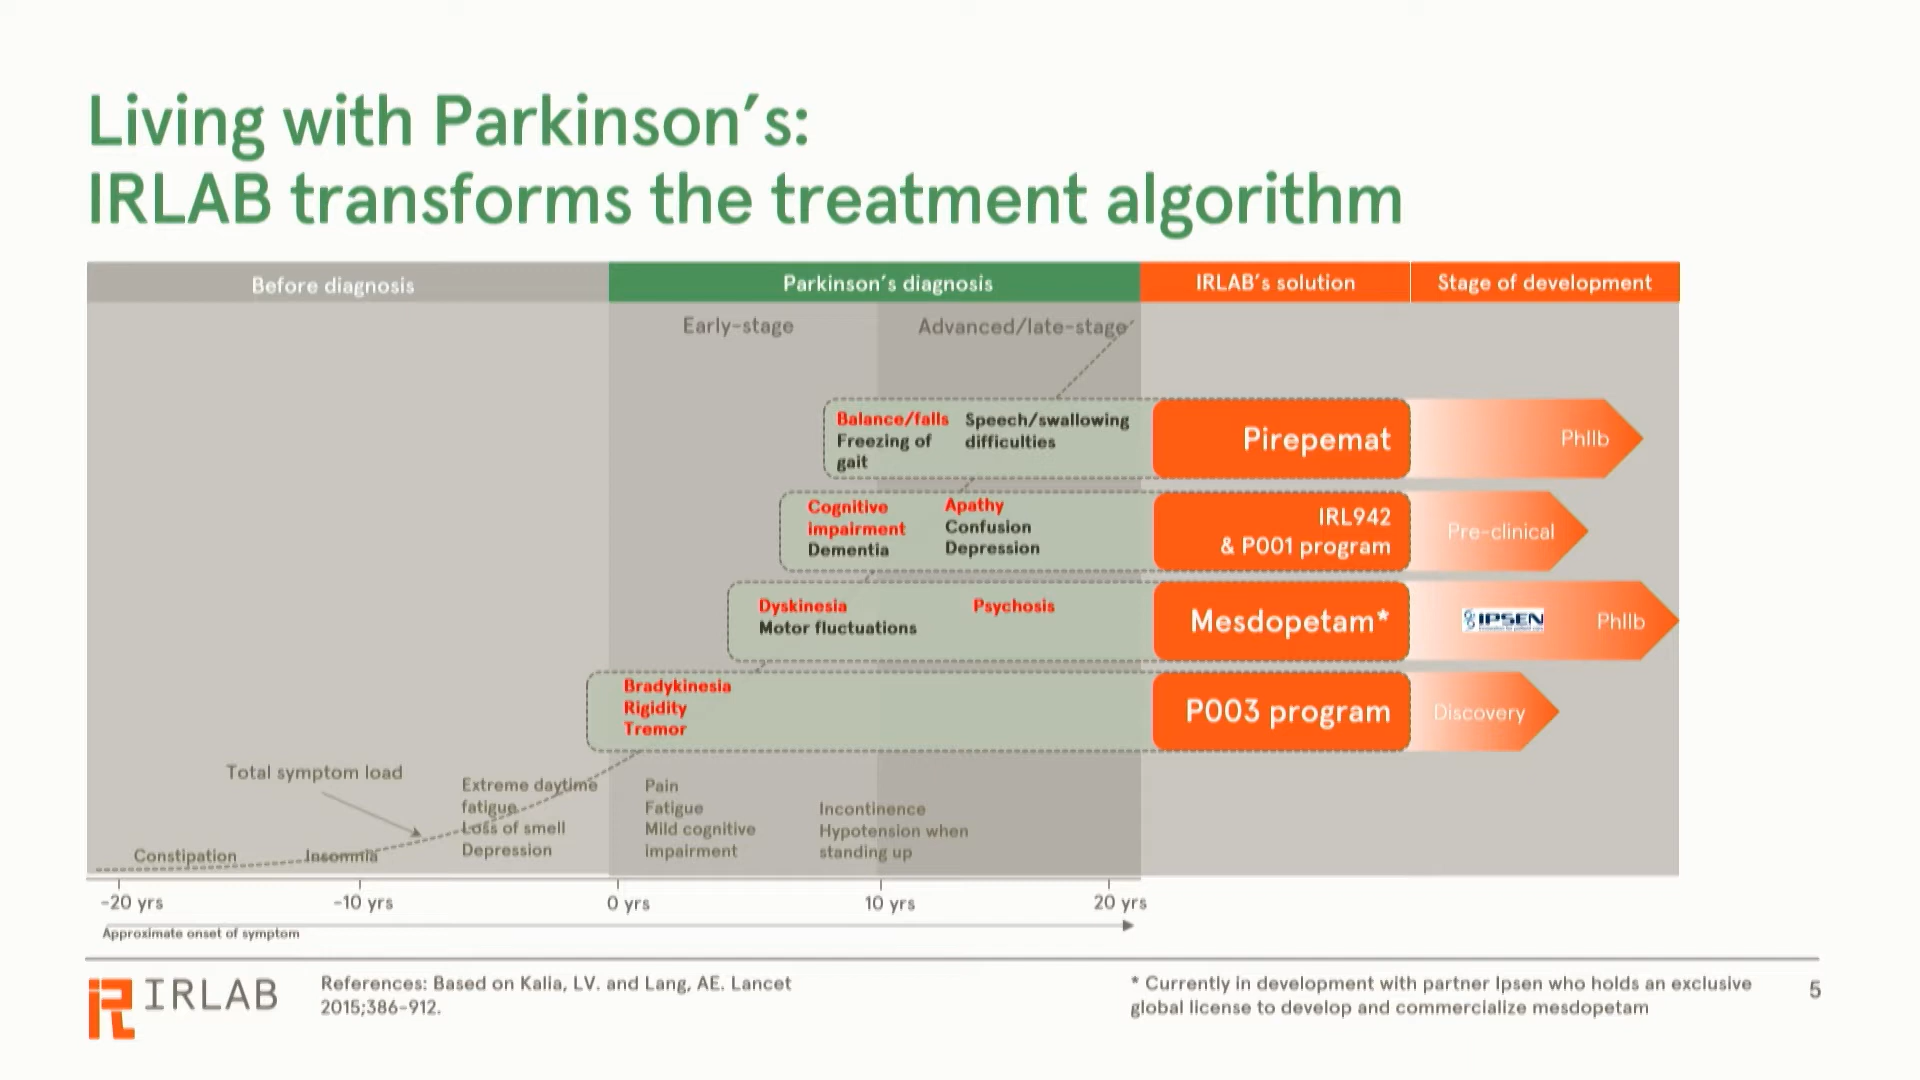 Living with Parkinson's:
IRLAB transforms the treatment algorithm
Before diagnosis
Parkinson's diagnosis
IRLAB's solution
Stage of development
Early-stage
Advanced/late-stage
Balance/falls
Freezing of
gait
Speech/swallowing
difficulties
Pirepemat
PhIIb
Cognitive
impairment
Dementia
Apathy
Confusion
Depression
IRL942
& P001 program
Pre-clinical
Dyskinesia
Motor fluctuations
Psychosis
Mesdopetam*
IPSEN
PhIIb
Bradykinesia
Rigidity
Tremor
P003 program
Discovery
Total symptom load
Constipation
Insomnia
Extreme daytime
fatigue
Loss of smell
Depression
Pain
Fatigue
Mild cognitive
impairment
Incontinence
Hypotension when
standing up
-20 yrs
-10 yrs
0 yrs
10 yrs
20 yrs
Approximate onset of symptom
IRLAB
References: Based on Kalia, LV. and Lang, AE. Lancet
2015;386-912.
* Currently in development with partner Ipsen who holds an exclusive
global license to develop and commercialize mesdopetam
5